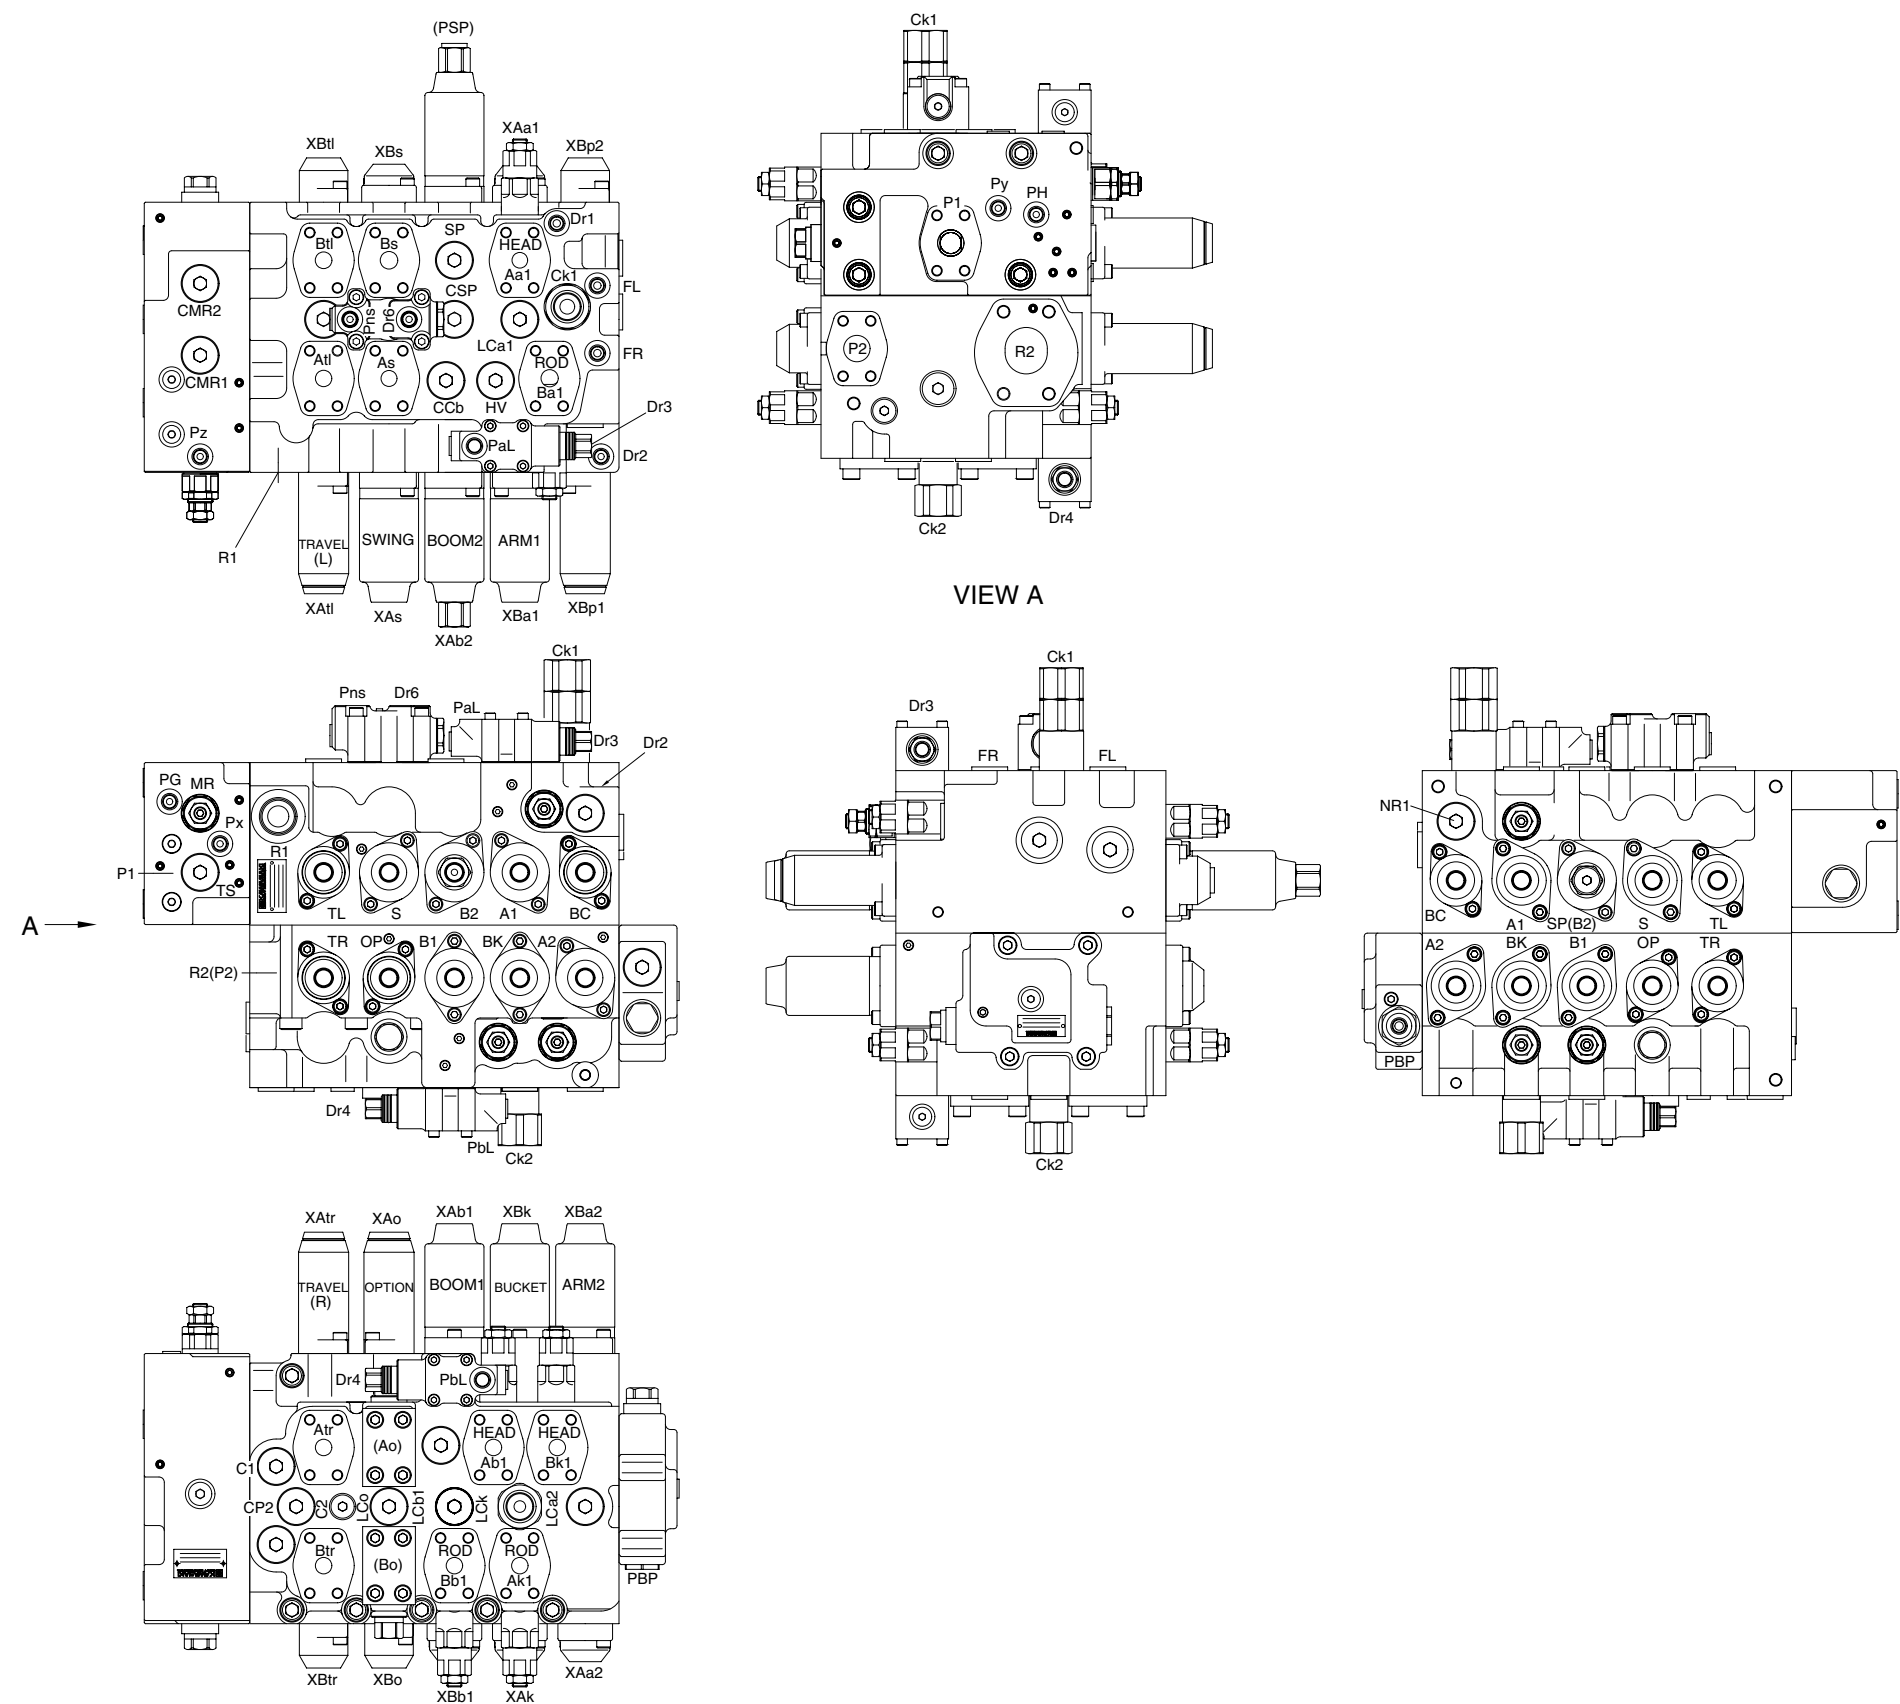 (PSP)
XBtl
XBs
XAa1
XBp2
Btl
Bs
SP
HEAD
Aa1
Dr1
Ck1
FL
CMR2
Pns
Dr6
CSP
LCa1
FR
CMR1
Atl
As
CCb
HV
ROD
Ba1
Dr3
Pz
PaL
Dr2
R1
TRAVEL
(L)
SWING
BOOM2
ARM1
XAtl
XAs
XAb2
XBa1
XBp1
Ck1
P1
Py
PH
P2
R2
Ck2
Dr4
VIEW A
Ck1
Pns
Dr6
PaL
Dr3
Dr2
PG
MR
Px
R1
P1
TS
TL
S
B2
A1
BC
A
TR
OP
B1
BK
A2
R2(P2)
Dr4
PbL
Ck2
Ck1
Dr3
FR
FL
Ck2
NR1
BC
A1
SP(B2)
S
TL
A2
BK
B1
OP
TR
PBP
XAtr
XAo
XAb1
XBk
XBa2
TRAVEL
(R)
OPTION
BOOM1
BUCKET
ARM2
Dr4
PbL
Atr
(Ao)
HEAD
Ab1
HEAD
Bk1
C1
CP2
C2
LCo
LCb1
LCk
LCa2
Btr
(Bo)
ROD
Bb1
ROD
Ak1
PBP
XBtr
XBo
XBb1
XAk
XAa2